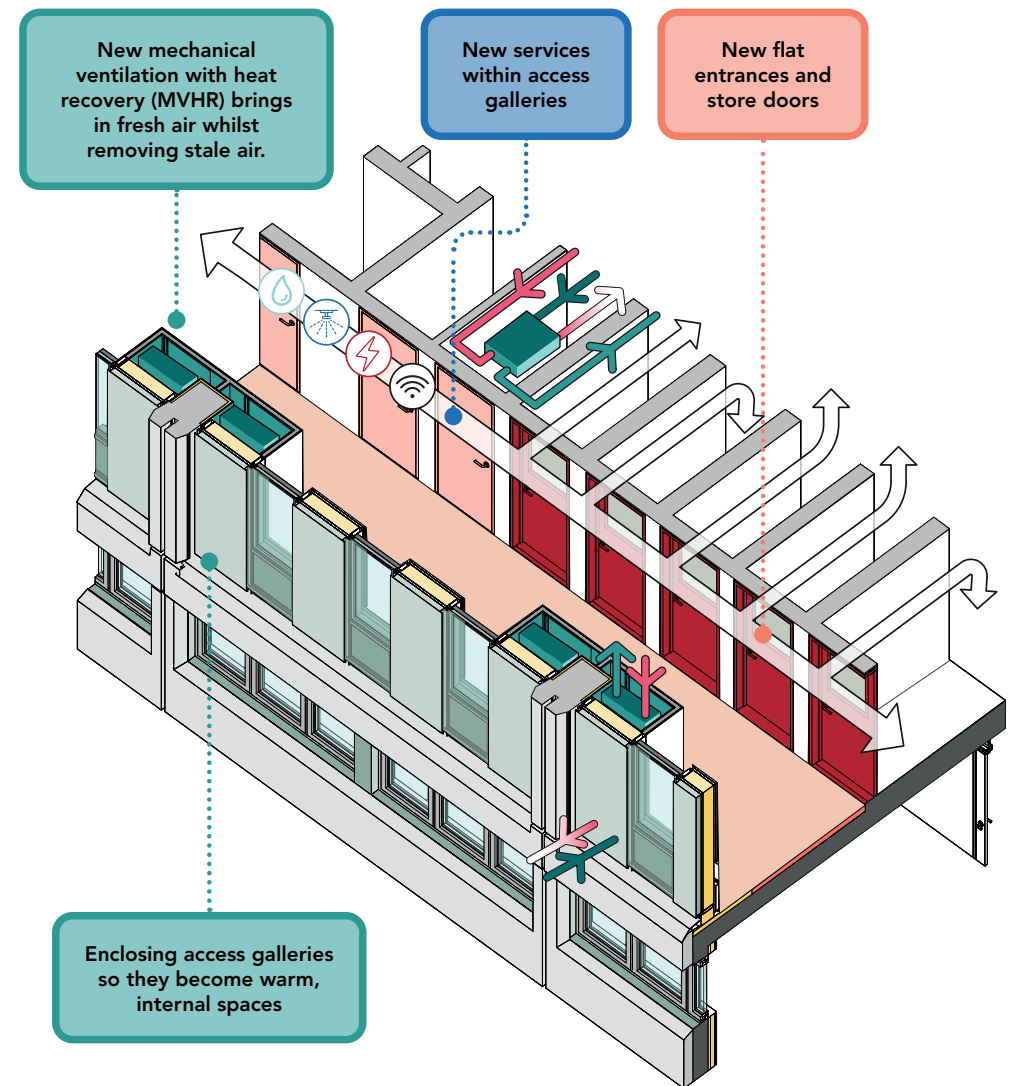 New mechanical
ventilation with heat
recovery (MVHR) brings
in fresh air whilst
removing stale air.
New services
within access
galleries
New flat
entrances and
store doors
Enclosing access galleries
so they become warm,
internal spaces